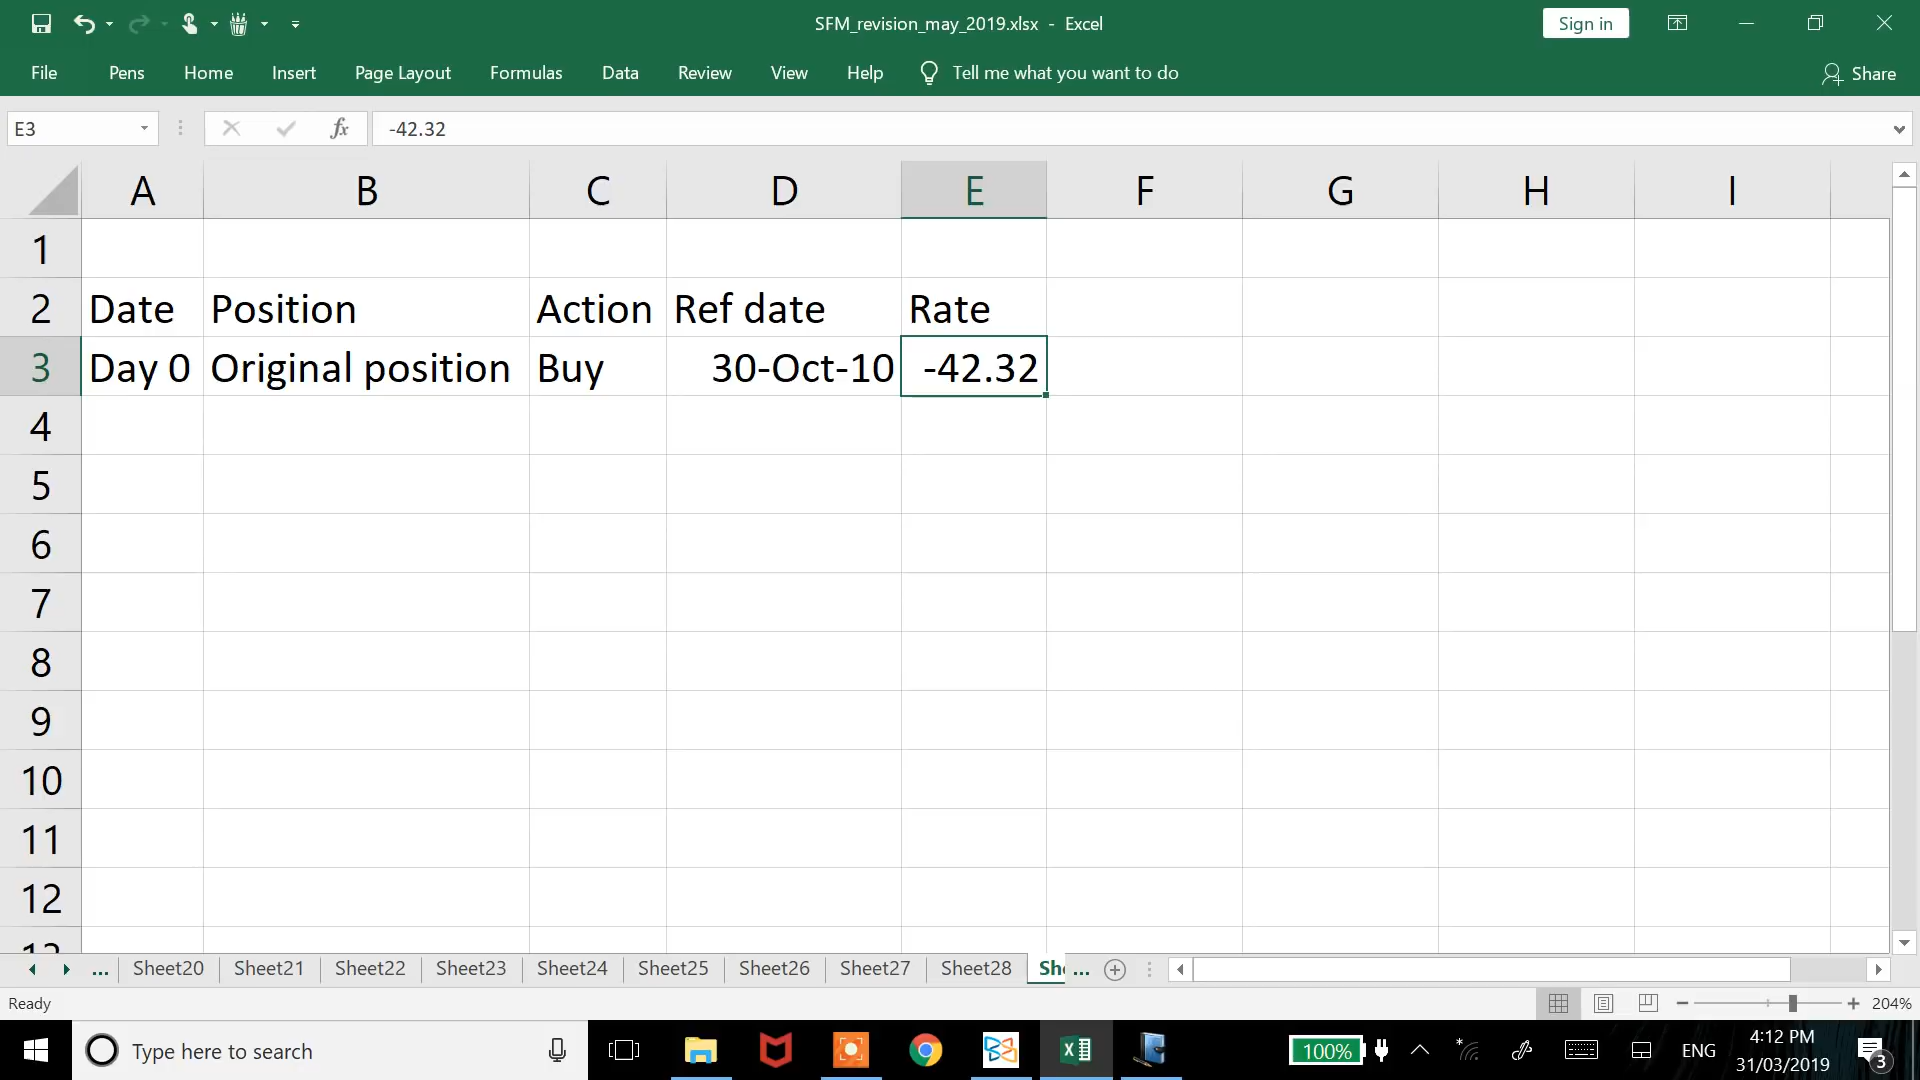 SFM_revision_may_2019.xlsx - Excel
Sign in
File Pens Home Insert Page Layout Formulas Data Review View Help Tell me what you want to do Share
E3 fx -42.32
A B C D E F G H I
1
2 Date Position Action Ref date Rate
3 Day 0 Original position Buy 30-Oct-10 -42.32
4
5
6
7
8
9
10
11
12
13
... Sheet20 Sheet21 Sheet22 Sheet23 Sheet24 Sheet25 Sheet26 Sheet27 Sheet28 She ...
Ready 204%
Type here to search 100% ENG 4:12 PM
31/03/2019 3